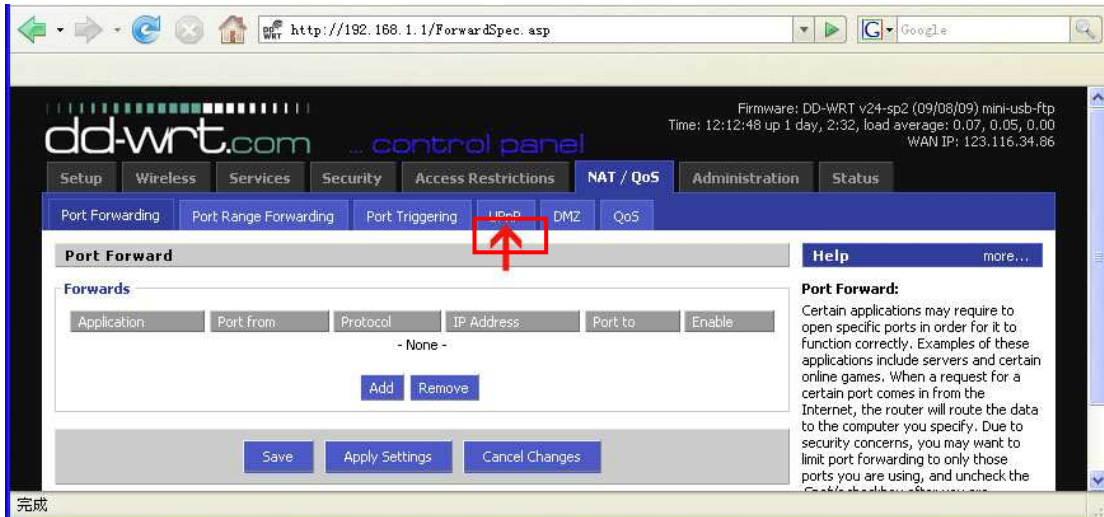 DD WRT http://192.168.1.1/ForwardSpec.asp G Google
Firmware: DD-WRT v24-sp2 (09/08/09) mini-usb-ftp
Time: 12:12:48 up 1 day, 2:32, load average: 0.07, 0.05, 0.00
WAN IP: 123.116.34.86
dd-wrt.com ... control panel
Setup Wireless Services Security Access Restrictions NAT / QoS Administration Status
Port Forwarding Port Range Forwarding Port Triggering UPnP DMZ QoS
Port Forward
Forwards
Application Port from Protocol IP Address Port to Enable
- None -
Add Remove
Save Apply Settings Cancel Changes
Help more...
Port Forward:
Certain applications may require to
open specific ports in order for it to
function correctly. Examples of these
applications include servers and certain
online games. When a request for a
certain port comes in from the
Internet, the router will route the data
to the computer you specify. Due to
security concerns, you may want to
limit port forwarding to only those
ports you are using, and uncheck the
完成